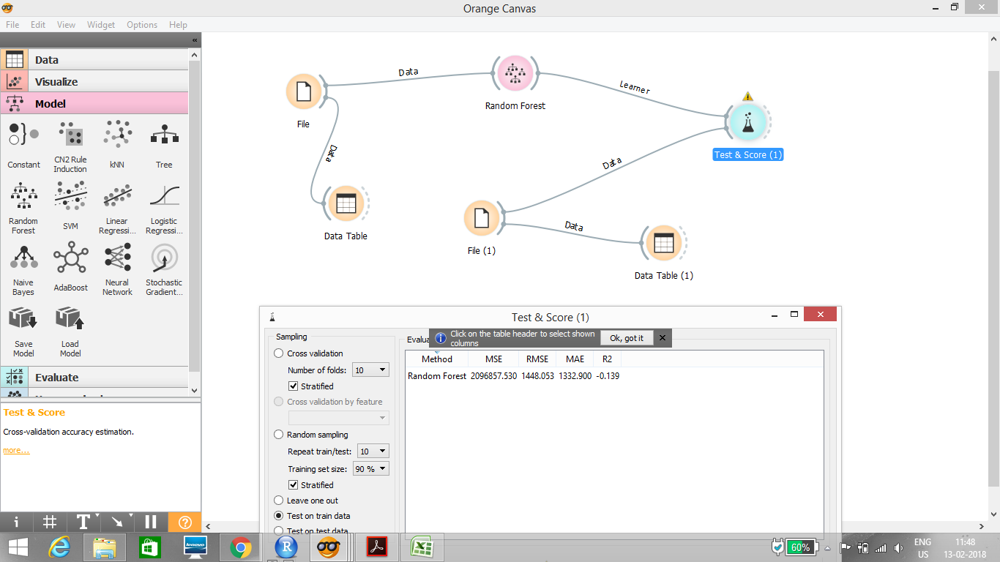 Orange Canvas
File Edit View Widget Options Help
«
Data
Visualize
Model
Constant
CN2 Rule
Induction
kNN
Tree
Random
Forest
SVM
Linear
Regressi...
Logistic
Regressi...
Naive
Bayes
AdaBoost
Neural
Network
Stochastic
Gradient...
Save
Model
Load
Model
Evaluate
Test & Score
Cross-validation accuracy estimation.
more...
File
Data
Random Forest
Learner
Test & Score (1)
Data
Data Table
Data
File (1)
Data
Data Table (1)
Test & Score (1)
Sampling
Cross validation
Number of folds: 10
Stratified
Cross validation by feature
Random sampling
Repeat train/test: 10
Training set size: 90 %
Stratified
Leave one out
Test on train data
Test on test data
Click on the table header to select shown
columns
Ok, got it
Method MSE RMSE MAE R2
Random Forest 2096857.530 1448.053 1332.900 -0.139
lenovo
R
60%
ENG
US
11:48
13-02-2018